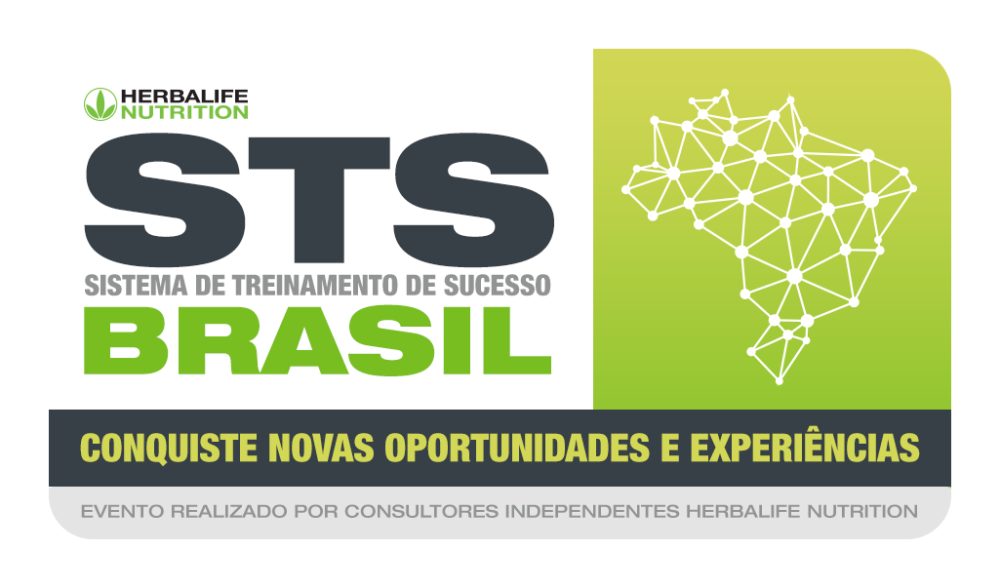 HERBALIFE
NUTRITION
STS
SISTEMA DE TREINAMENTO DE SUCESSO
BRASIL
CONQUISTE NOVAS OPORTUNIDADES E EXPERIÊNCIAS
EVENTO REALIZADO POR CONSULTORES INDEPENDENTES HERBALIFE NUTRITION